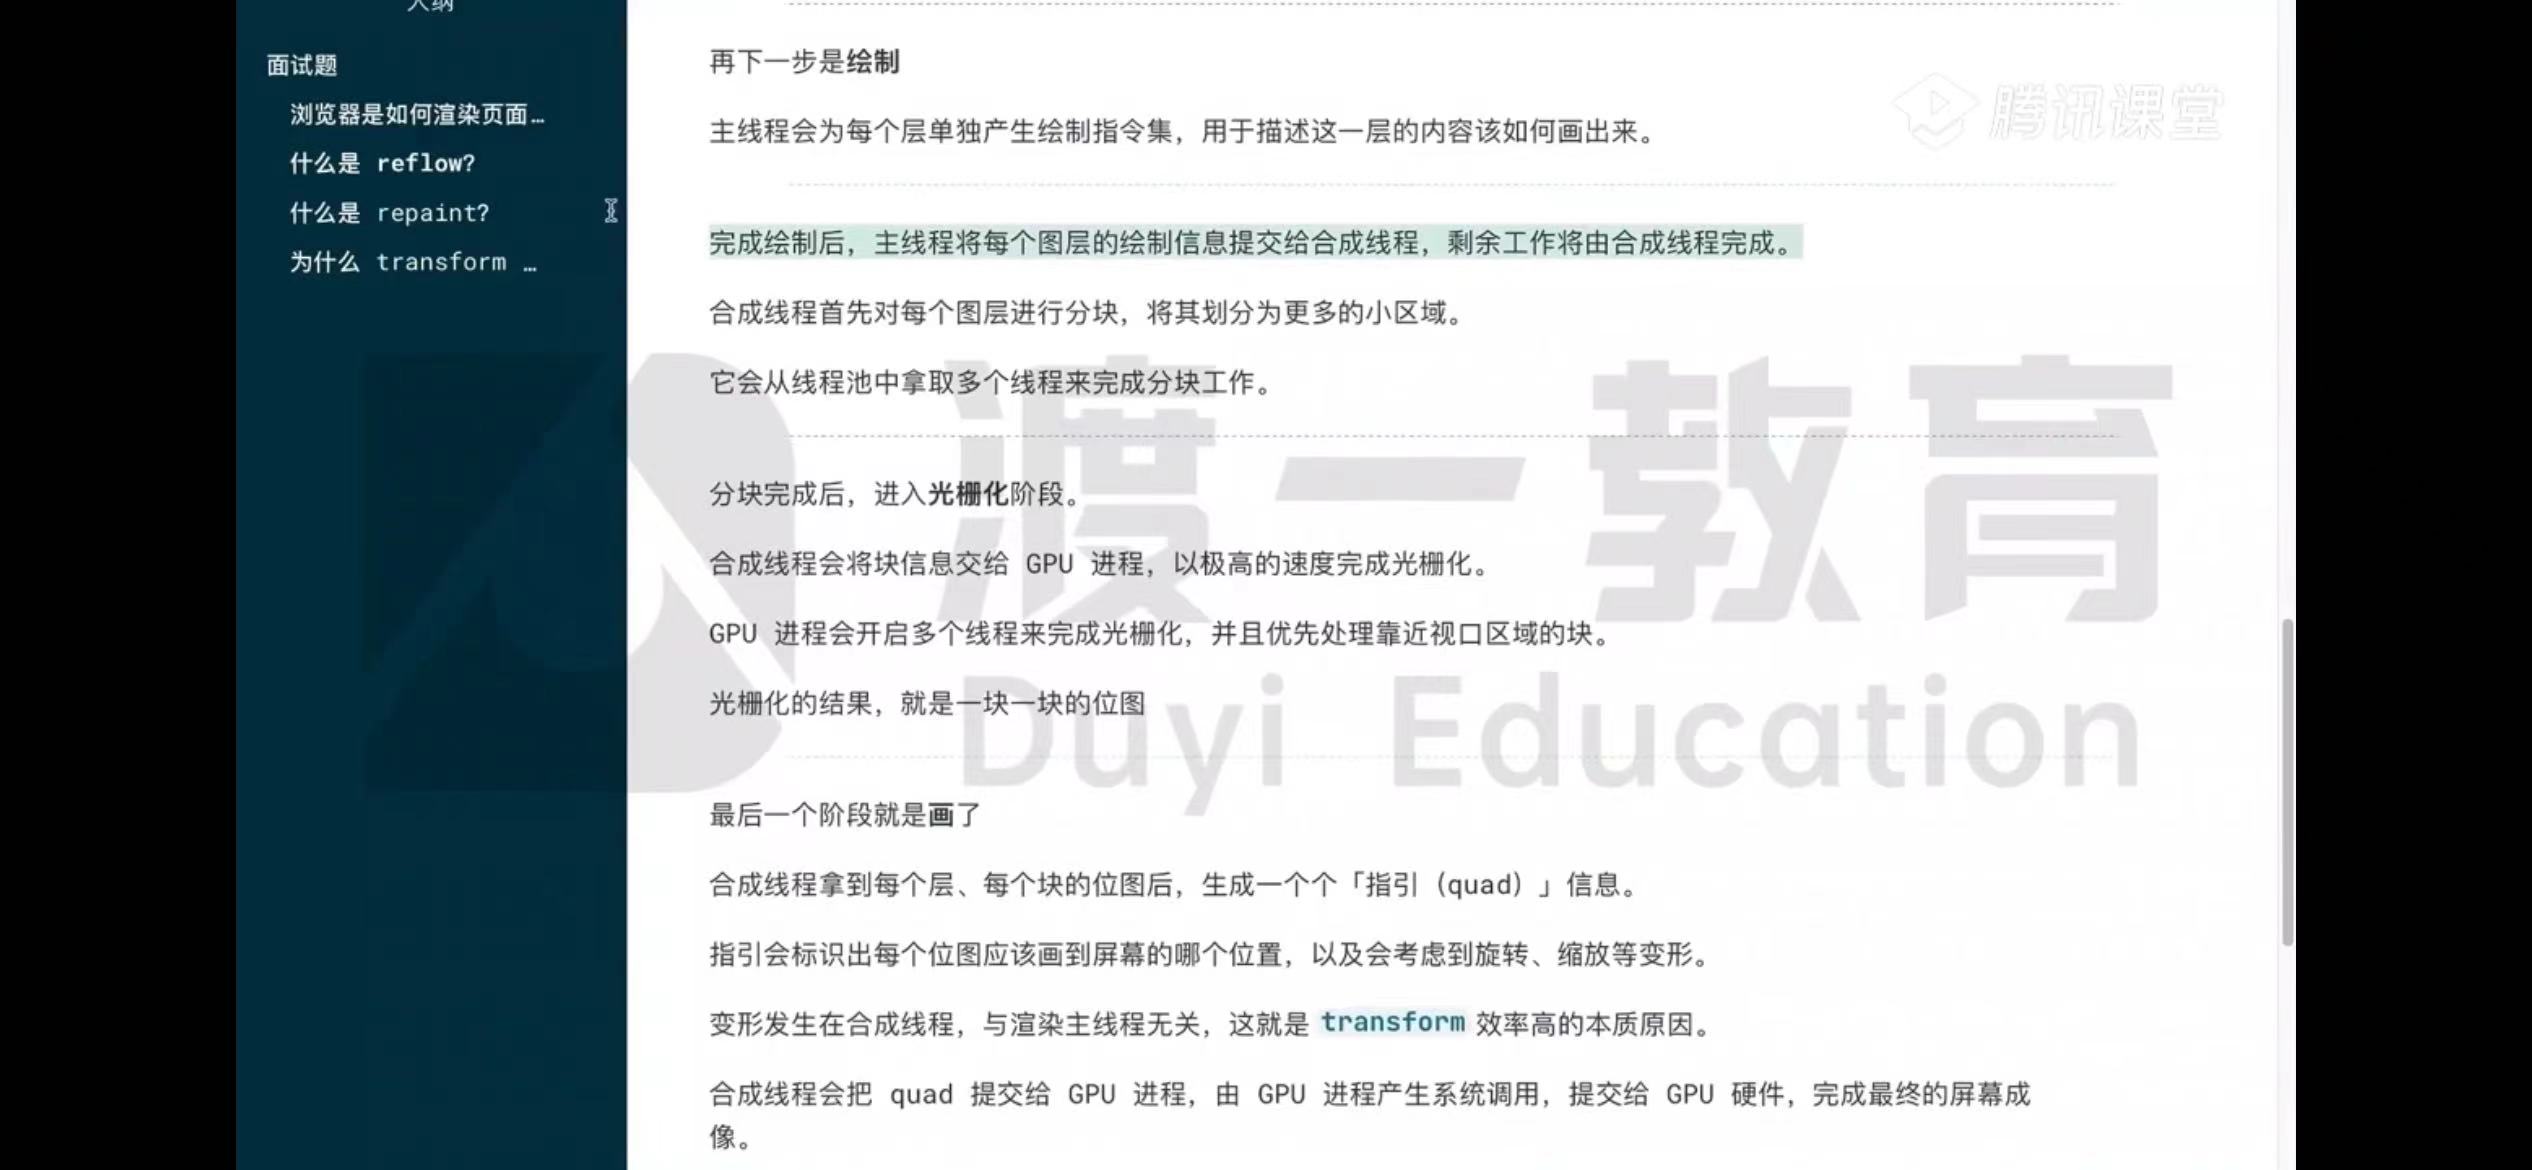 大纲
面试题
浏览器是如何渲染页面…
什么是 reflow?
什么是 repaint?
为什么 transform …
再下一步是绘制
主线程会为每个层单独产生绘制指令集，用于描述这一层的内容该如何画出来。
腾讯课堂
完成绘制后，主线程将每个图层的绘制信息提交给合成线程，剩余工作将由合成线程完成。
合成线程首先对每个图层进行分块，将其划分为更多的小区域。
它会从线程池中拿取多个线程来完成分块工作。
渡一教育
分块完成后，进入光栅化阶段。
合成线程会将块信息交给 GPU 进程，以极高的速度完成光栅化。
GPU 进程会开启多个线程来完成光栅化，并且优先处理靠近视口区域的块。
光栅化的结果，就是一块一块的位图
Duyi Education
最后一个阶段就是画了
合成线程拿到每个层、每个块的位图后，生成一个个「指引（quad）」信息。
指引会标识出每个位图应该画到屏幕的哪个位置，以及会考虑到旋转、缩放等变形。
变形发生在合成线程，与渲染主线程无关，这就是 transform 效率高的本质原因。
合成线程会把 quad 提交给 GPU 进程，由 GPU 进程产生系统调用，提交给 GPU 硬件，完成最终的屏幕成
像。